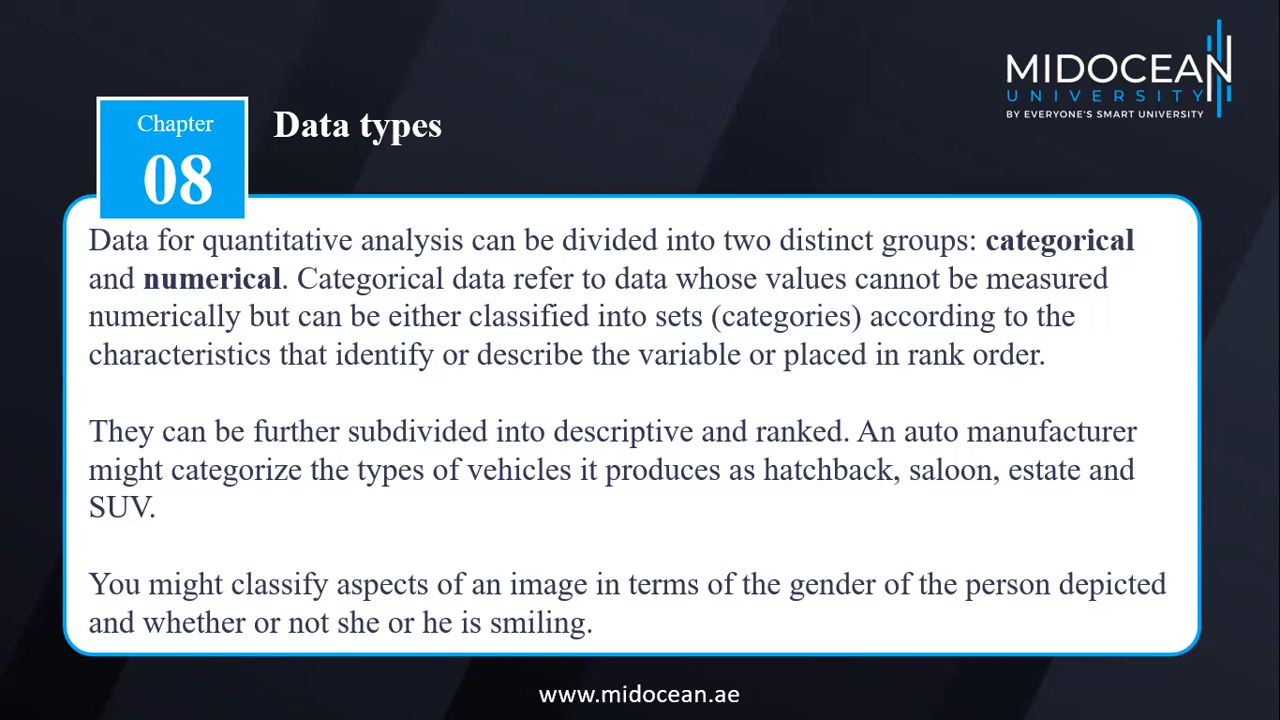 MIDOCEAN
UNIVERSITY
BY EVERYONE'S SMART UNIVERSITY
Chapter
08
Data types
Data for quantitative analysis can be divided into two distinct groups: categorical
and numerical. Categorical data refer to data whose values cannot be measured
numerically but can be either classified into sets (categories) according to the
characteristics that identify or describe the variable or placed in rank order.
They can be further subdivided into descriptive and ranked. An auto manufacturer
might categorize the types of vehicles it produces as hatchback, saloon, estate and
SUV.
You might classify aspects of an image in terms of the gender of the person depicted
and whether or not she or he is smiling.
www.midocean.ae